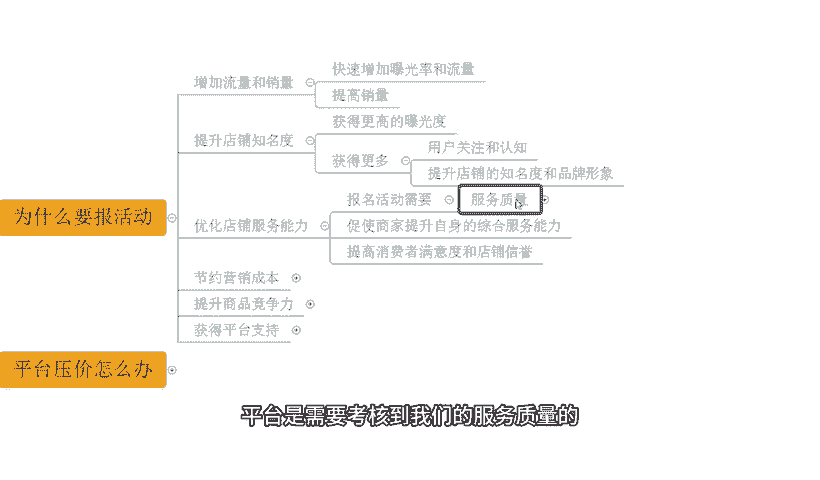 快速增加曝光率和流量
增加流量和销量
提高销量
获得更高的曝光度
提升店铺知名度
用户关注和认知
获得更多
提升店铺的知名度和品牌形象
报名活动需要
服务质量
为什么要报活动
优化店铺服务能力
促使商家提升自身的综合服务能力
提高消费者满意度和店铺信誉
节约营销成本
提升商品竞争力
获得平台支持
平台压价怎么办
平台是需要考核到我们的服务质量的